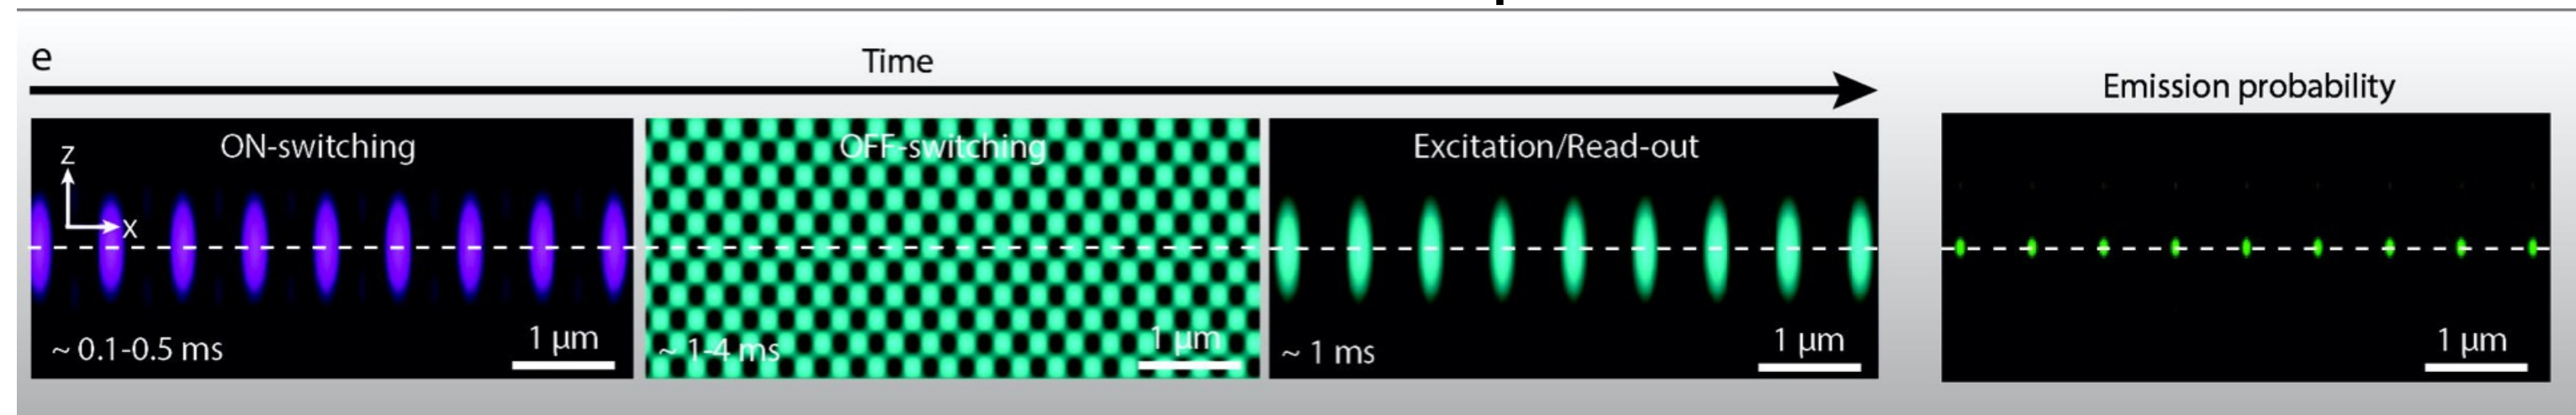 e
Time
Emission probability
ON-switching
OFF-switching
Excitation/Read-out
Z
X
~ 0.1-0.5 ms
1 µm
~ 1-4 ms
1 µm
~ 1 ms
1 µm
1 µm